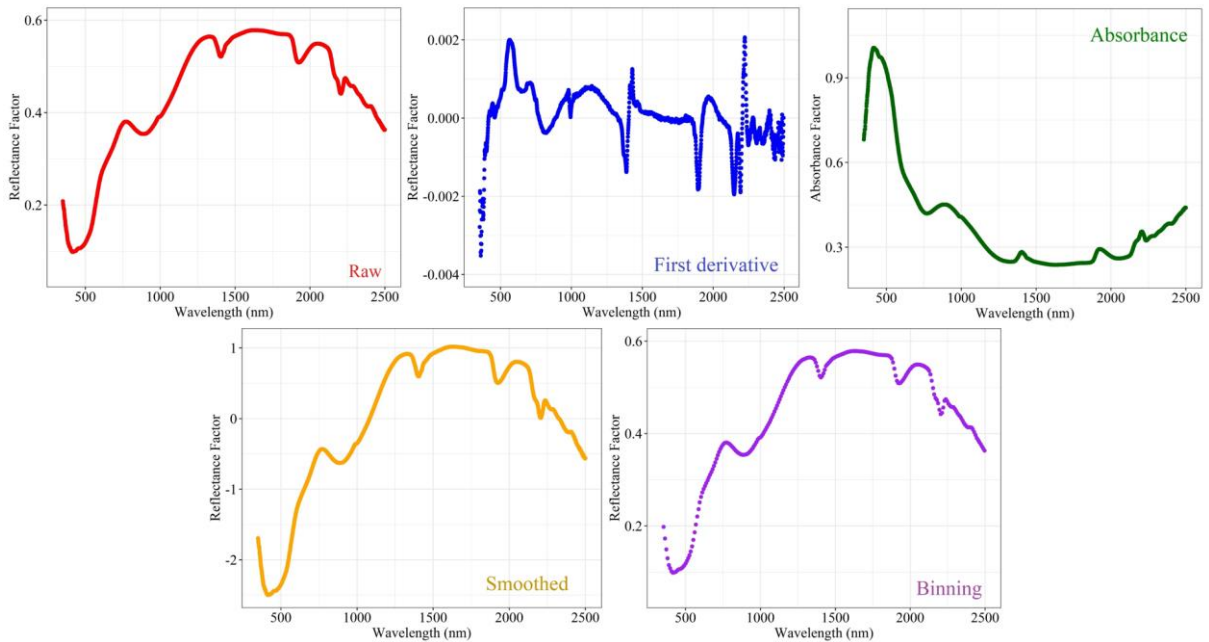 0.6
0.4
0.2
Reflectance Factor
500
1000
1500
2000
2500
Wavelength (nm)
Raw
0.002
0.000
-0.002
-0.004
Reflectance Factor
500
1000
1500
2000
2500
Wavelength (nm)
First derivative
0.9
0.6
0.3
Absorbance Factor
500
1000
1500
2000
2500
Wavelength (nm)
Absorbance
1
0
-1
-2
Reflectance Factor
500
1000
1500
2000
2500
Wavelength (nm)
Smoothed
0.6
0.4
0.2
Reflectance Factor
500
1000
1500
2000
2500
Wavelength (nm)
Binning